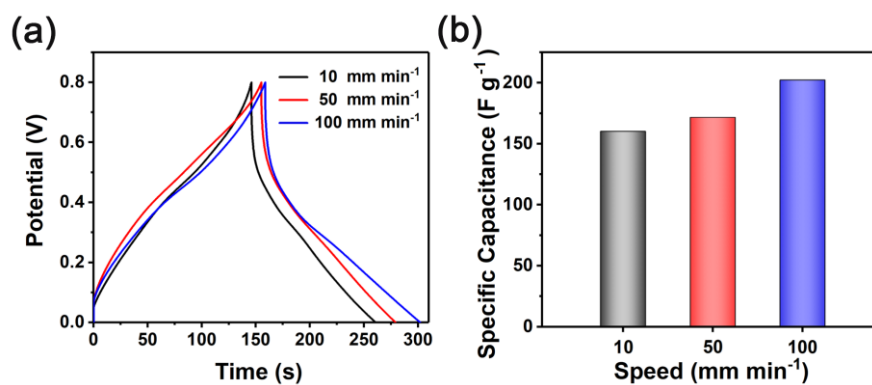 (a)
Potential (V)
0.8
0.6
0.4
0.2
0.0
10 mm min⁻¹
50 mm min⁻¹
100 mm min⁻¹
0 50 100 150 200 250 300
Time (s)
(b)
Specific Capacitance (F g⁻¹)
200
150
100
50
0
10 50 100
Speed (mm min⁻¹)